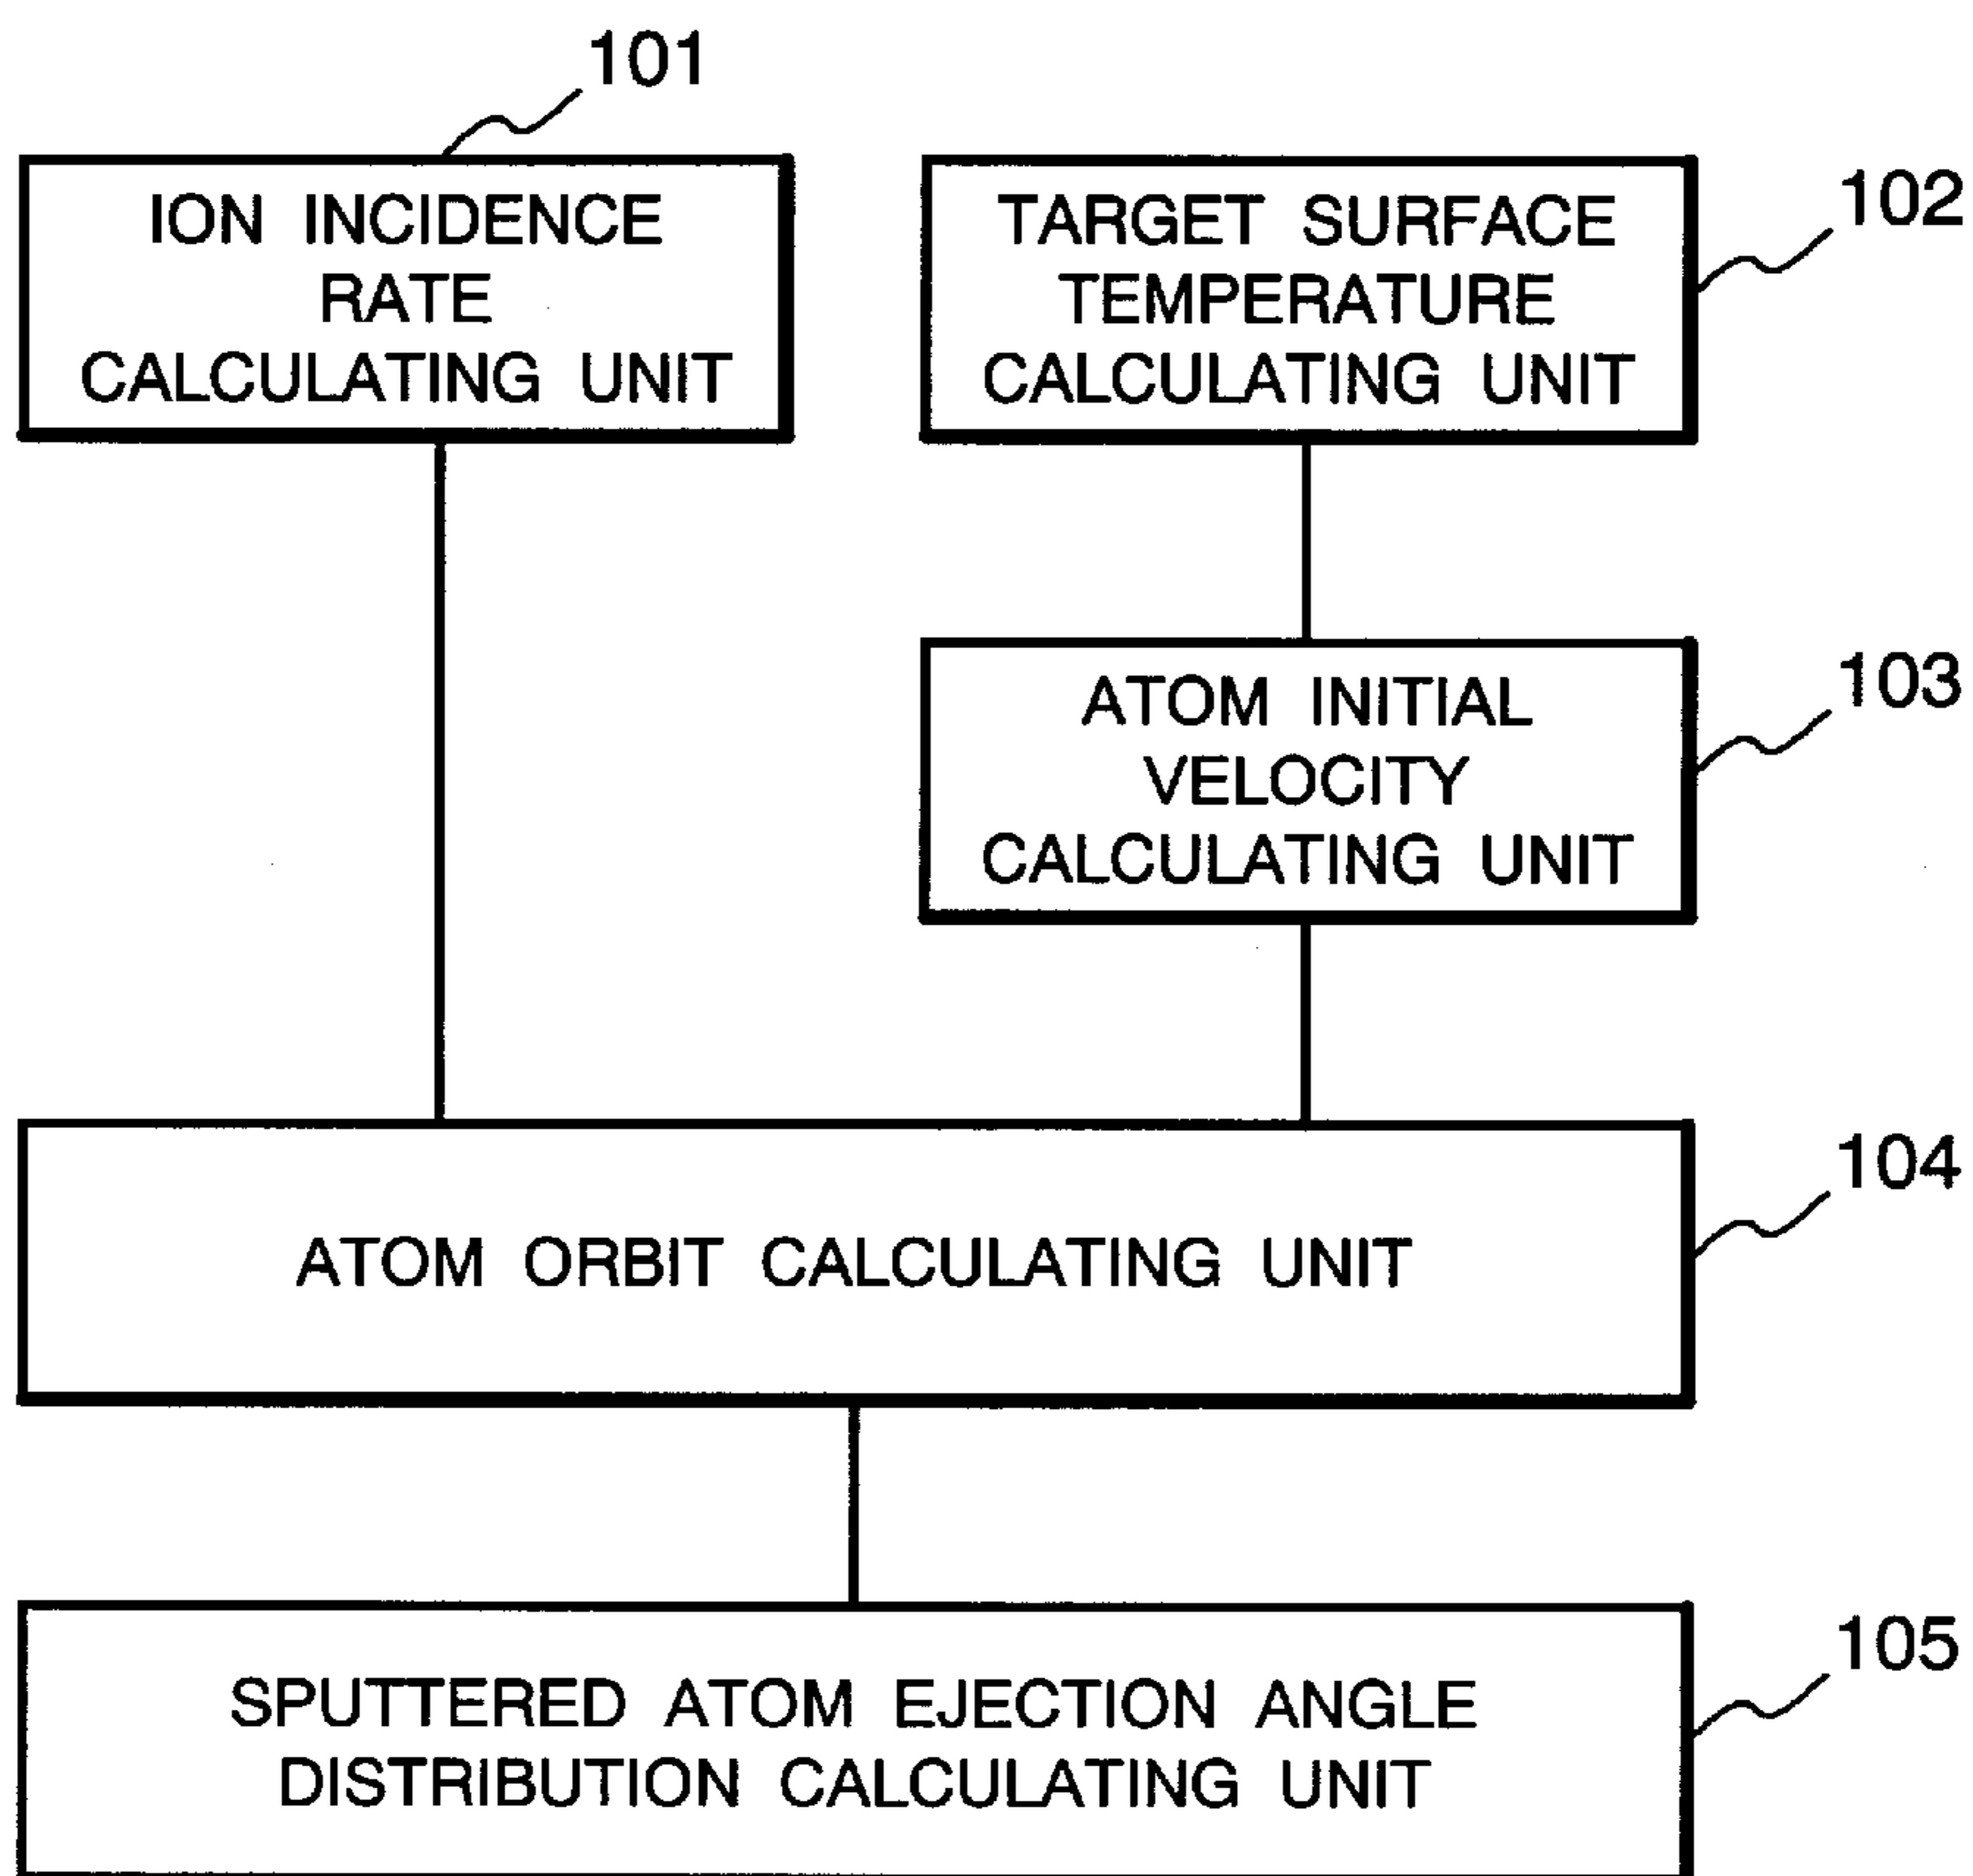 101
ION INCIDENCE
RATE
CALCULATING UNIT
TARGET SURFACE
TEMPERATURE
CALCULATING UNIT
102
ATOM INITIAL
VELOCITY
CALCULATING UNIT
103
ATOM ORBIT CALCULATING UNIT
104
SPUTTERED ATOM EJECTION ANGLE
DISTRIBUTION CALCULATING UNIT
105